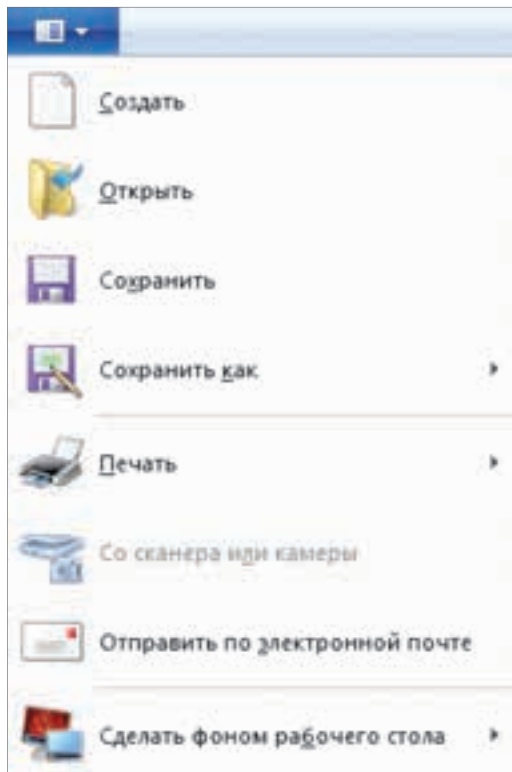 Создать
Открыть
Сохранить
Сохранить как
Печать
Со сканера или камеры
Отправить по электронной почте
Сделать фоном рабочего стола